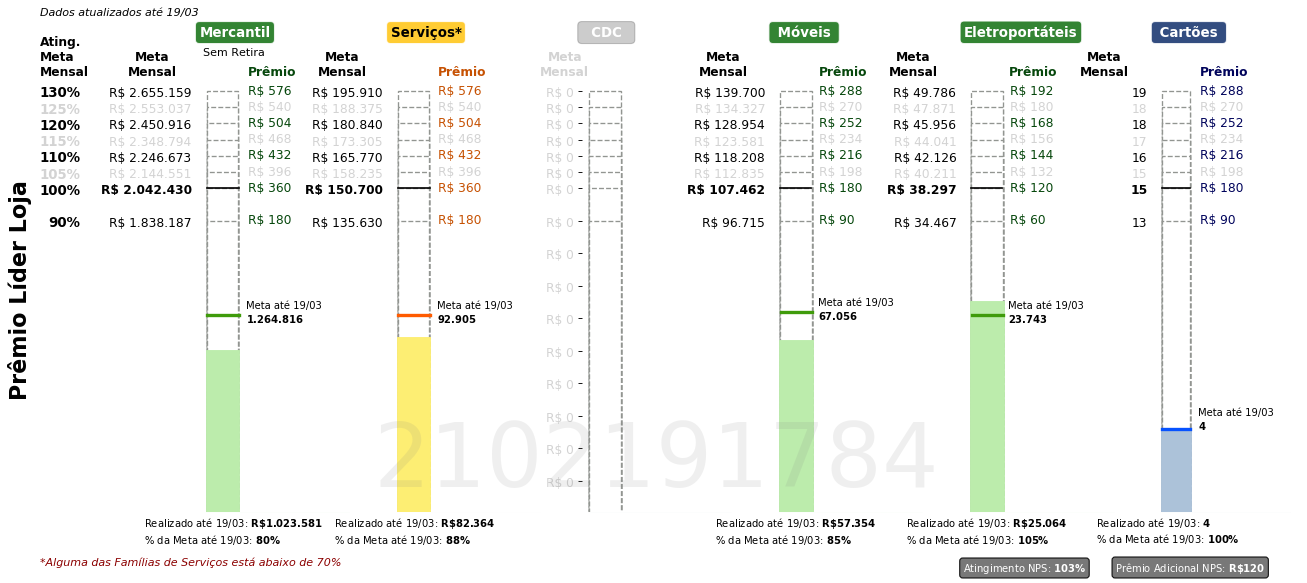 Dados atualizados até 19/03
Mercantil Serviços* CDC Móveis Eletroportáteis Cartões
Sem Retira
Ating. Meta Mensal
Meta Mensal Prêmio Meta Mensal Prêmio Meta Mensal Meta Mensal Prêmio Meta Mensal Prêmio Meta Mensal Prêmio
130% R$ 2.655.159 R$ 576 R$ 195.910 R$ 576 R$ 0 R$ 139.700 R$ 288 R$ 49.786 R$ 192 19 R$ 288
125% R$ 2.553.037 R$ 540 R$ 188.375 R$ 540 R$ 0 R$ 134.327 R$ 270 R$ 47.871 R$ 180 18 R$ 270
120% R$ 2.450.916 R$ 504 R$ 180.840 R$ 504 R$ 0 R$ 128.954 R$ 252 R$ 45.956 R$ 168 18 R$ 252
115% R$ 2.348.794 R$ 468 R$ 173.305 R$ 468 R$ 0 R$ 123.581 R$ 234 R$ 44.041 R$ 156 17 R$ 234
110% R$ 2.246.673 R$ 432 R$ 165.770 R$ 432 R$ 0 R$ 118.208 R$ 216 R$ 42.126 R$ 144 16 R$ 216
105% R$ 2.144.551 R$ 396 R$ 158.235 R$ 396 R$ 0 R$ 112.835 R$ 198 R$ 40.211 R$ 132 15 R$ 198
100% R$ 2.042.430 R$ 360 R$ 150.700 R$ 360 R$ 0 R$ 107.462 R$ 180 R$ 38.297 R$ 120 15 R$ 180
90% R$ 1.838.187 R$ 180 R$ 135.630 R$ 180 R$ 0 R$ 96.715 R$ 90 R$ 34.467 R$ 60 13 R$ 90
R$ 0
R$ 0
R$ 0
R$ 0
R$ 0
R$ 0
R$ 0
R$ 0
Prêmio Líder Loja
Meta até 19/03 Meta até 19/03 Meta até 19/03 Meta até 19/03
1.264.816 92.905 67.056 23.743
Meta até 19/03
4
2102191784
Realizado até 19/03: R$1.023.581 Realizado até 19/03: R$82.364 Realizado até 19/03: R$57.354 Realizado até 19/03: R$25.064 Realizado até 19/03: 4
% da Meta até 19/03: 80% % da Meta até 19/03: 88% % da Meta até 19/03: 85% % da Meta até 19/03: 105% % da Meta até 19/03: 100%
*Alguma das Famílias de Serviços está abaixo de 70%
Atingimento NPS: 103% Prêmio Adicional NPS: R$120